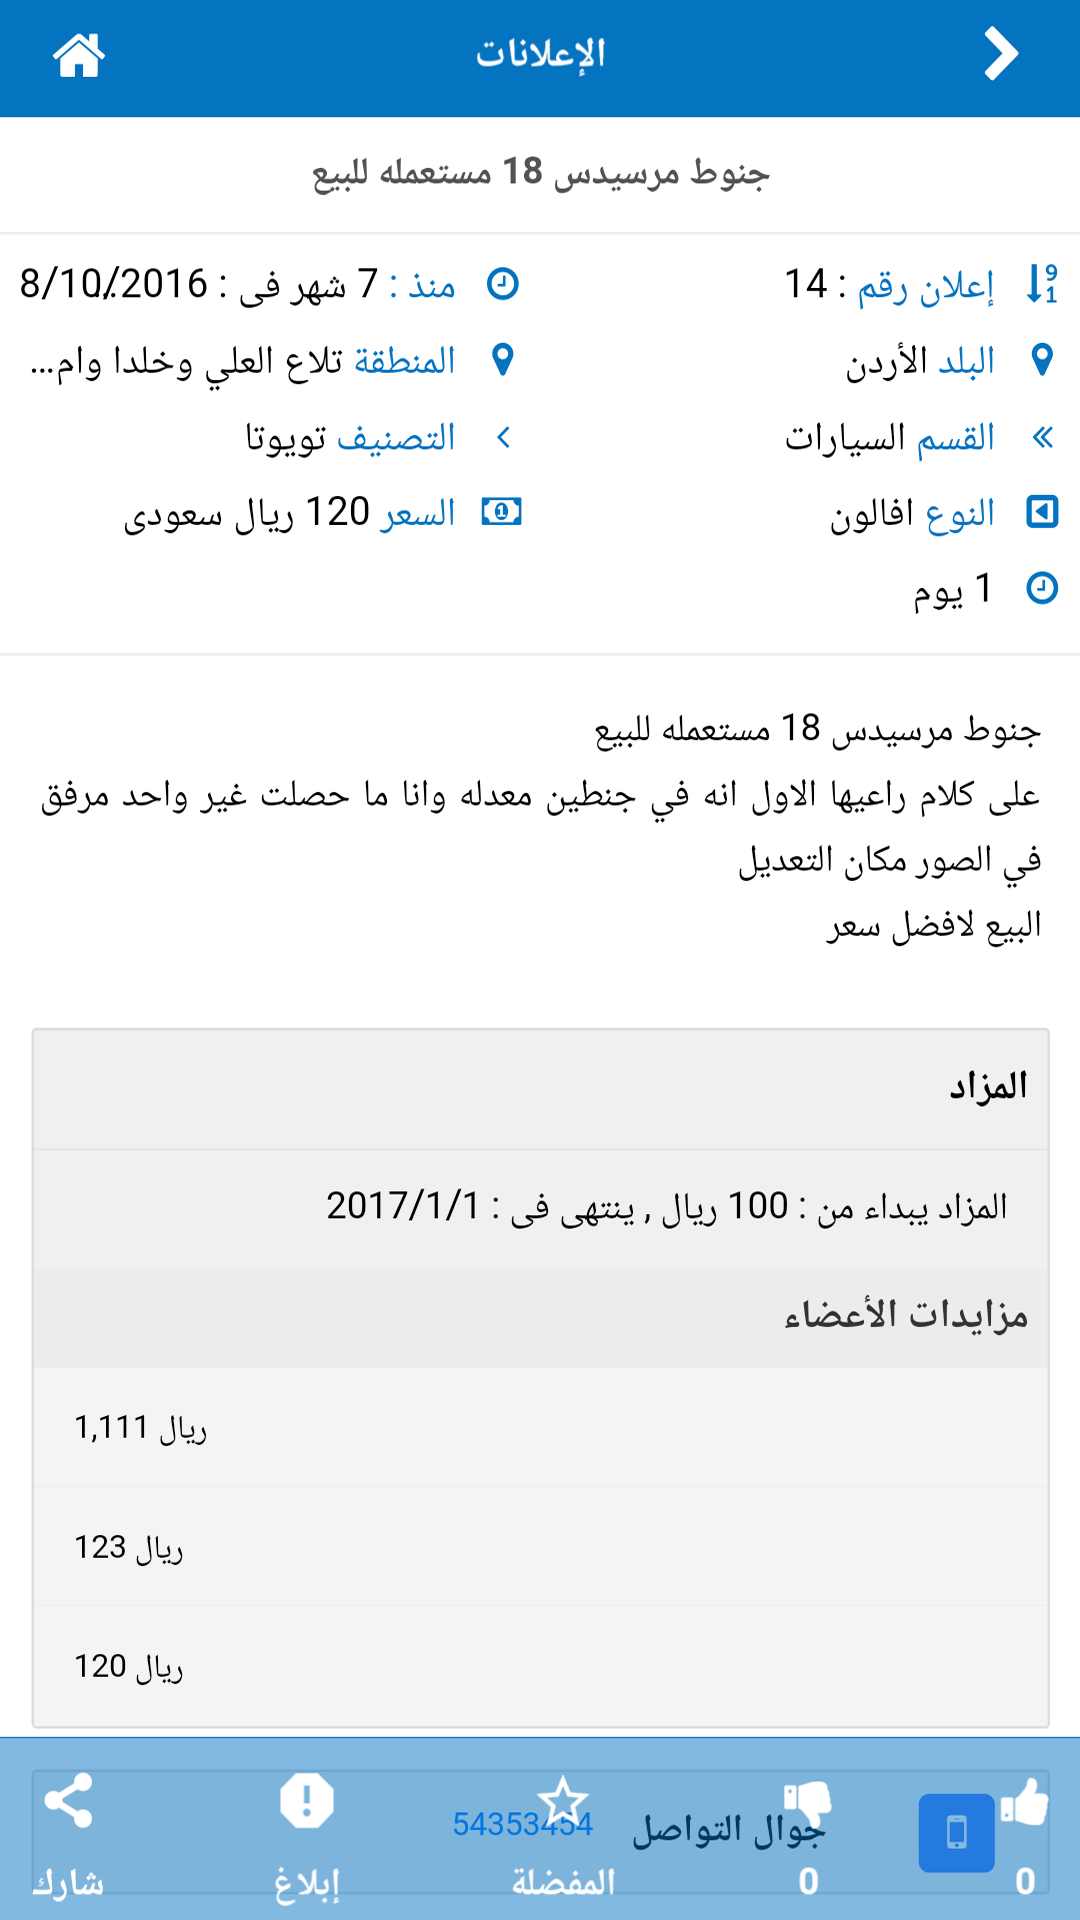 الإعلانات
جنوط مرسيدس 18 مستعمله للبيع
إعلان رقم : 14
منذ : 7 شهر فى : 8/10/2016
البلد الأردن
المنطقة تلاع العلي وخلدا وام...
القسم السيارات
التصنيف تويوتا
النوع افالون
السعر 120 ريال سعودى
1 يوم
جنوط مرسيدس 18 مستعمله للبيع
على كلام راعيها الاول انه في جنطين معدله وانا ما حصلت غير واحد مرفق
في الصور مكان التعديل
البيع لافضل سعر
المزاد
المزاد يبداء من : 100 ريال , ينتهى فى : 2017/1/1
مزايدات الأعضاء
ريال 1,111
ريال 123
ريال 120
جوال التواصل 54353454
0
0
المفضلة
إبلاغ
شارك